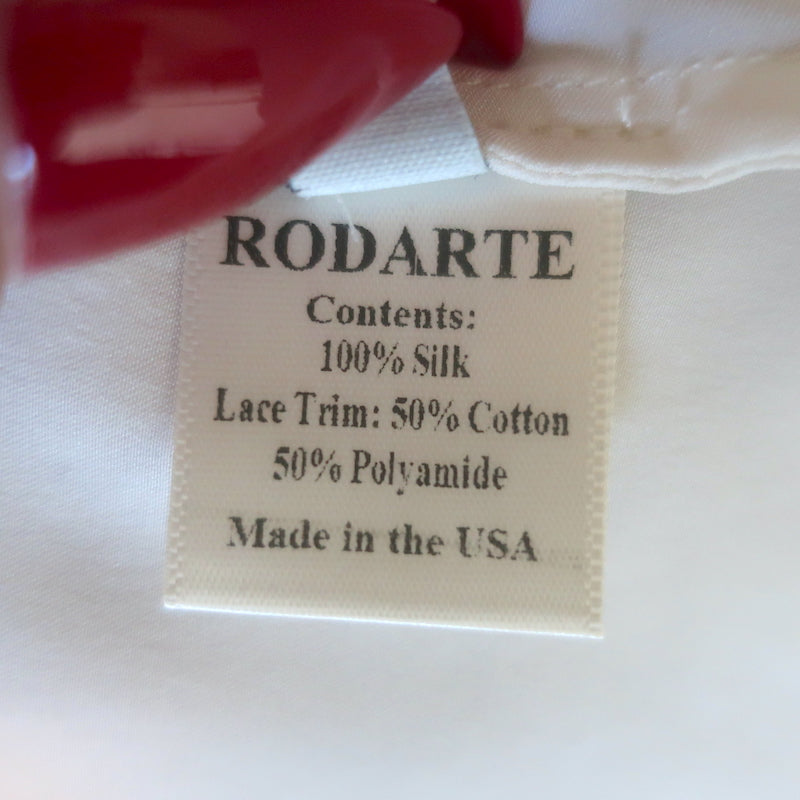 RODARTE
Contents:
100% Silk
Lace Trim: 50% Cotton
50% Polyamide
Made in the USA